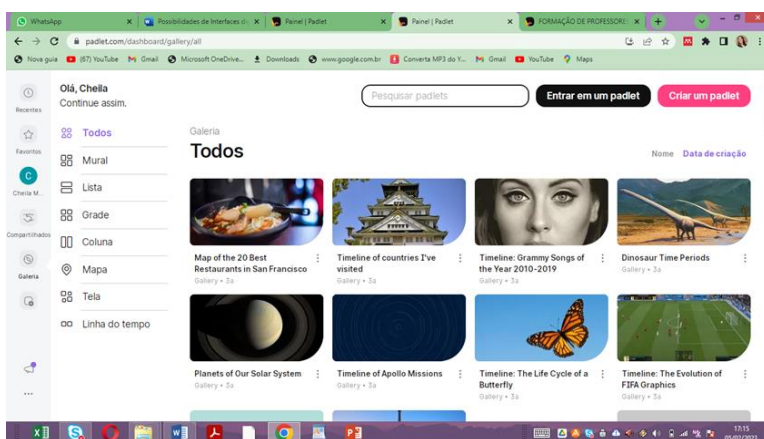 WhatsApp
Possibilidades de Interfaces di
Painel | Padlet
Painel | Padlet
FORMAÇÃO DE PROFESSORES
padlet.com/dashboard/gallery/all
Nova guia
(67) YouTube
Gmail
Microsoft OneDrive...
Downloads
www.google.com.br
Converta MP3 do Y...
Gmail
YouTube
Maps
Recentes
Favoritos
C
Cheila M...
Compartilhados
Galeria
Olá, Cheila
Continue assim.
Todos
Mural
Lista
Grade
Coluna
Mapa
Tela
Linha do tempo
Pesquisar padlets
Entrar em um padlet
Criar um padlet
Galeria
Todos
Nome
Data de criação
Map of the 20 Best
Restaurants in San Francisco
Gallery • 3a
Timeline of countries I've
visited
Gallery • 3a
Timeline: Grammy Songs of
the Year 2010-2019
Gallery • 3a
Dinosaur Time Periods
Gallery • 3a
Planets of Our Solar System
Gallery • 3a
Timeline of Apollo Missions
Gallery • 3a
Timeline: The Life Cycle of a
Butterfly
Gallery • 3a
Timeline: The Evolution of
FIFA Graphics
Gallery • 3a
17:15
05/02/2023